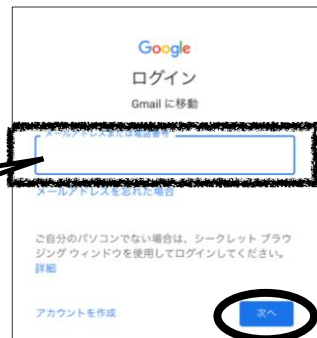 Google
ログイン
Gmail に移動
メールアドレスまたは電話番号
メールアドレスを忘れた場合
ご自分のパソコンでない場合は、シークレット ブラウ
ジング ウィンドウを使用してログインしてください。
詳細
アカウントを作成
次へ